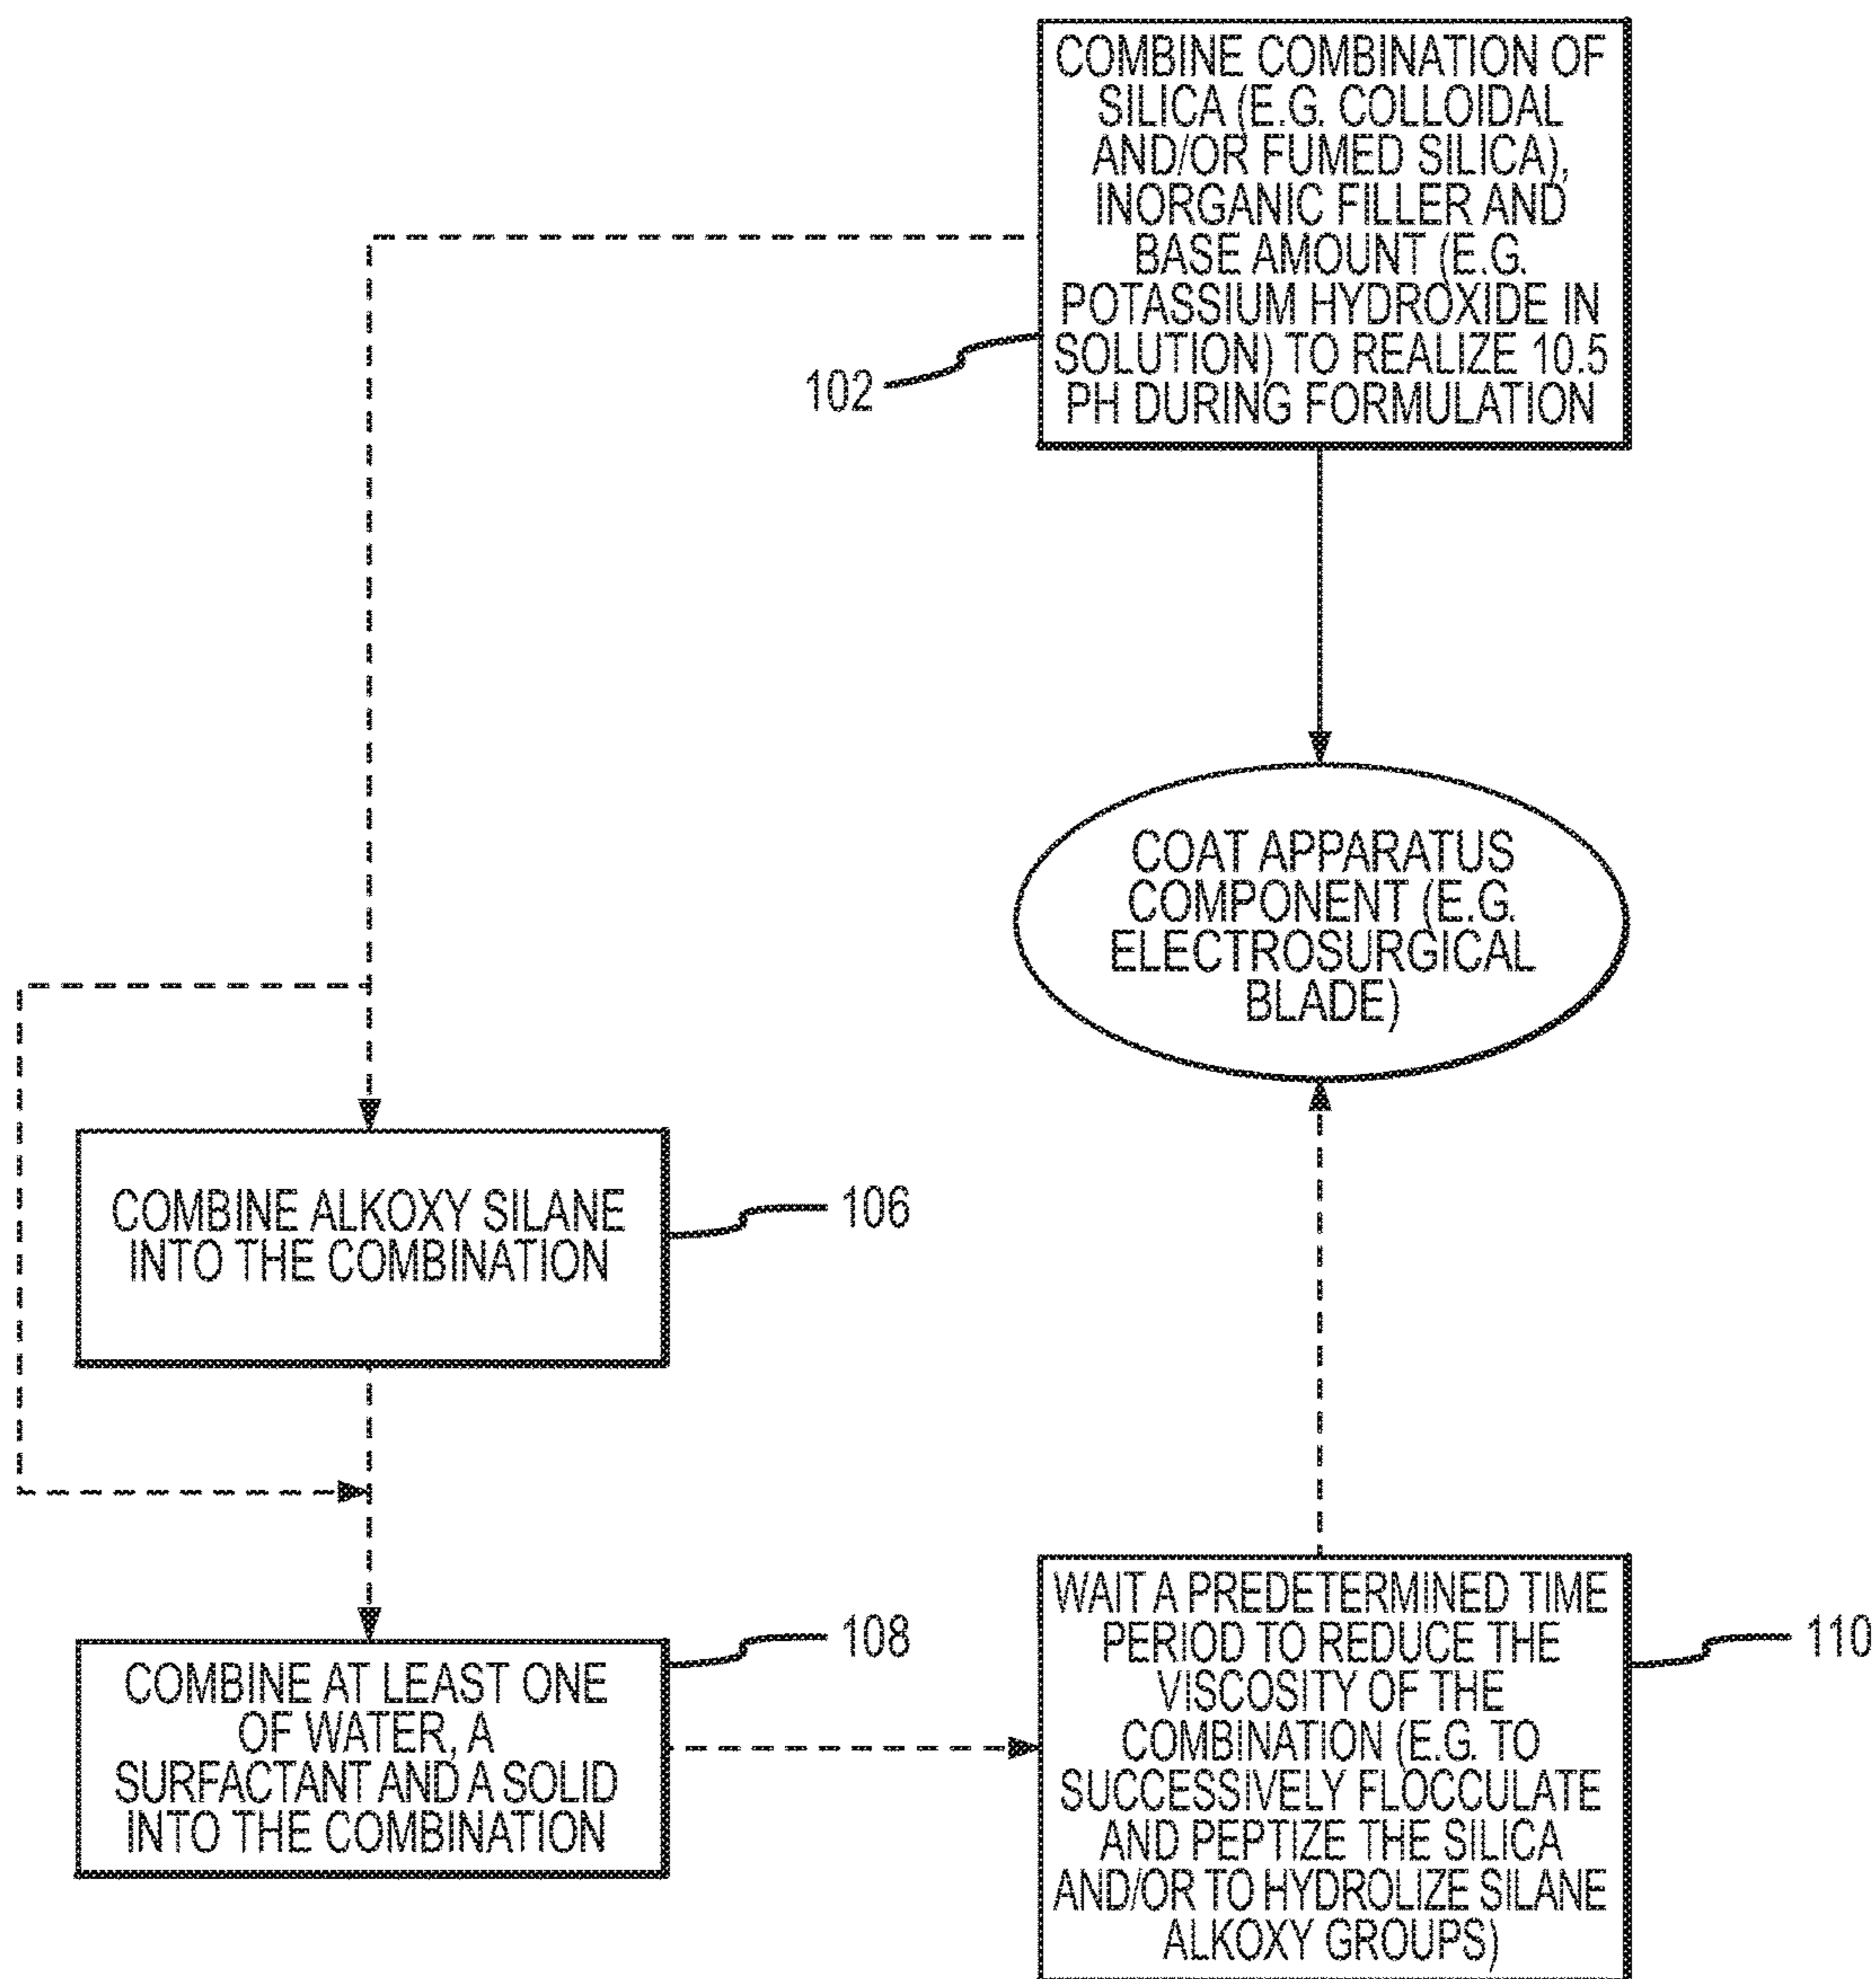 COMBINE COMBINATION OF
SILICA (E.G. COLLOIDAL
AND/OR FUMED SILICA),
INORGANIC FILLER AND
BASE AMOUNT (E.G.
POTASSIUM HYDROXIDE IN
SOLUTION) TO REALIZE 10.5
PH DURING FORMULATION
102
COAT APPARATUS
COMPONENT (E.G.
ELECTROSURGICAL
BLADE)
COMBINE ALKOXY SILANE
INTO THE COMBINATION
106
COMBINE AT LEAST ONE
OF WATER, A
SURFACTANT AND A SOLID
INTO THE COMBINATION
108
WAIT A PREDETERMINED TIME
PERIOD TO REDUCE THE
VISCOSITY OF THE
COMBINATION (E.G. TO
SUCCESSIVELY FLOCCULATE
AND PEPTIZE THE SILICA
AND/OR TO HYDROLIZE SILANE
ALKOXY GROUPS)
110